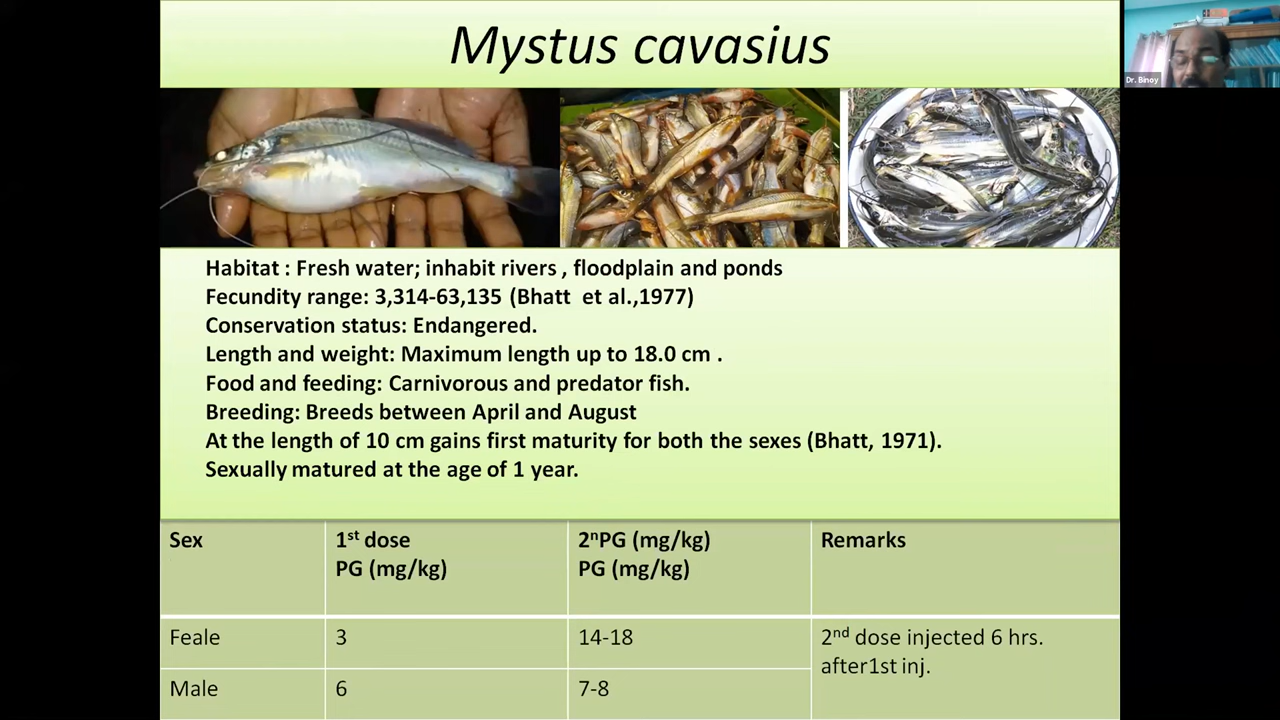 Mystus cavasius
Dr. Binoy
Habitat : Fresh water; inhabit rivers , floodplain and ponds
Fecundity range: 3,314-63,135 (Bhatt et al.,1977)
Conservation status: Endangered.
Length and weight: Maximum length up to 18.0 cm .
Food and feeding: Carnivorous and predator fish.
Breeding: Breeds between April and August
At the length of 10 cm gains first maturity for both the sexes (Bhatt, 1971).
Sexually matured at the age of 1 year.
Sex
1st dose
PG (mg/kg)
2nPG (mg/kg)
PG (mg/kg)
Remarks
Feale
3
14-18
2nd dose injected 6 hrs.
after1st inj.
Male
6
7-8